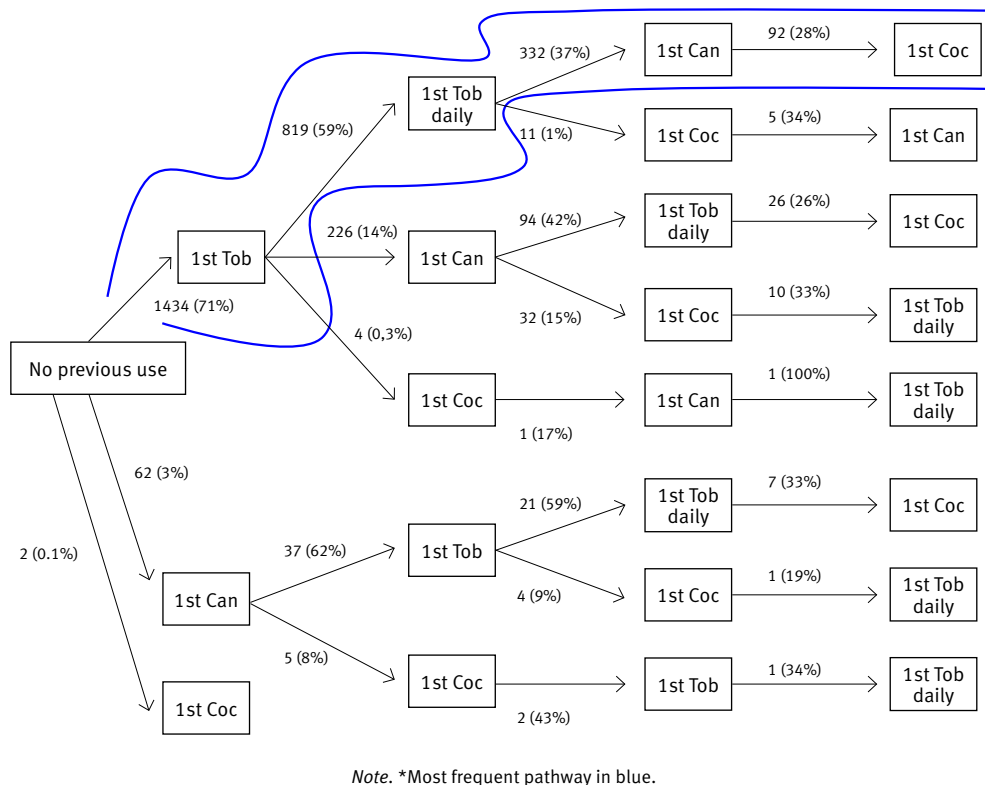 332 (37%)
1st Can
92 (28%)
1st Coc
819 (59%)
1st Tob
daily
11 (1%)
1st Coc
5 (34%)
1st Can
1st Tob
1434 (71%)
226 (14%)
1st Can
94 (42%)
1st Tob
daily
26 (26%)
1st Coc
32 (15%)
1st Coc
10 (33%)
1st Tob
daily
4 (0,3%)
1st Coc
1 (17%)
1st Can
1 (100%)
1st Tob
daily
No previous use
62 (3%)
2 (0.1%)
1st Can
37 (62%)
1st Tob
21 (59%)
1st Tob
daily
7 (33%)
1st Coc
4 (9%)
1st Coc
1 (19%)
1st Tob
daily
5 (8%)
1st Coc
2 (43%)
1st Tob
1 (34%)
1st Tob
daily
1st Coc
Note. *Most frequent pathway in blue.